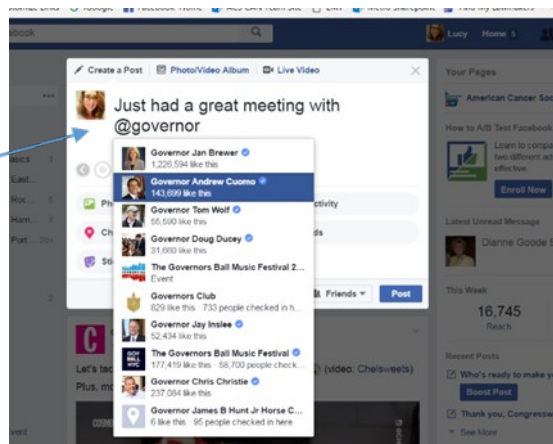 Lucy Home 5
Create a Post Photo/Video Album Live Video
Just had a great meeting with
@governor
Governor Jan Brewer
1,226,594 like this
Governor Andrew Cuomo
143,699 like this
Governor Tom Wolf
65,590 like this
Governor Doug Ducey
31,660 like this
The Governors Ball Music Festival 2...
Event
Governors Club
829 like this · 733 people checked in h...
Governor Jay Inslee
52,434 like this
The Governors Ball Music Festival
177,419 like this · 58,700 people check...
Governor Chris Christie
237,084 like this
Governor James B Hunt Jr Horse C...
6 like this · 95 people checked in here
Friends Post
Let's tac
Plus, mo
(video: Chelsweets)
Your Pages
American Cancer Soc
How to A/B Test Facebook
Learn to compa
two different ad
effective.
Enroll Now
Latest Unread Message
Dianne Goode
This Week
16,745
Reach
Recent Posts
Who's ready to make yo
Boost Post
Thank you, Congressw
See More